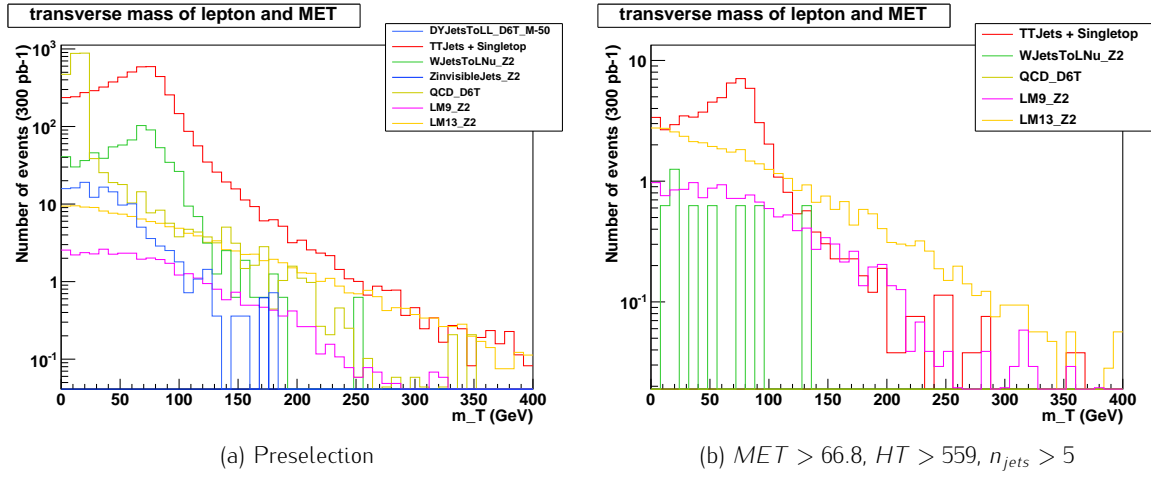 transverse mass of lepton and MET
DYJetsToLL_D6T_M-50
TTJets + Singletop
WJetsToLNu_Z2
ZinvisibleJets_Z2
QCD_D6T
LM9_Z2
LM13_Z2
Number of events (300 pb-1)
10^3
10^2
10
1
10^-1
0 50 100 150 200 250 300 350 400
m_T (GeV)
(a) Preselection
transverse mass of lepton and MET
TTJets + Singletop
WJetsToLNu_Z2
QCD_D6T
LM9_Z2
LM13_Z2
Number of events (300 pb-1)
10
1
10^-1
0 50 100 150 200 250 300 350 400
m_T (GeV)
(b) MET > 66.8, HT > 559, n_jets > 5